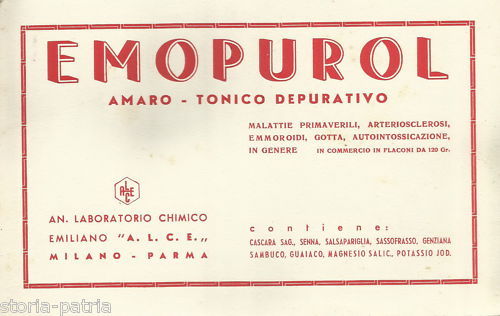 EMOPUROL
AMARO - TONICO DEPURATIVO
MALATTIE PRIMAVERILI, ARTERIOSCLEROSI,
EMMOROIDI, GOTTA, AUTOINTOSSICAZIONE,
IN GENERE IN COMMERCIO IN FLACONI DA 120 Gr.
ALCE
AN. LABORATORIO CHIMICO
EMILIANO "A. L. C. E.,,
MILANO - PARMA
contiene:
CASCARA SAG., SENNA, SALSAPARIGLIA, SASSOFRASSO, GENZIANA
SAMBUCO, GUAIACO, MAGNESIO SALIC., POTASSIO JOD.
storia-patria